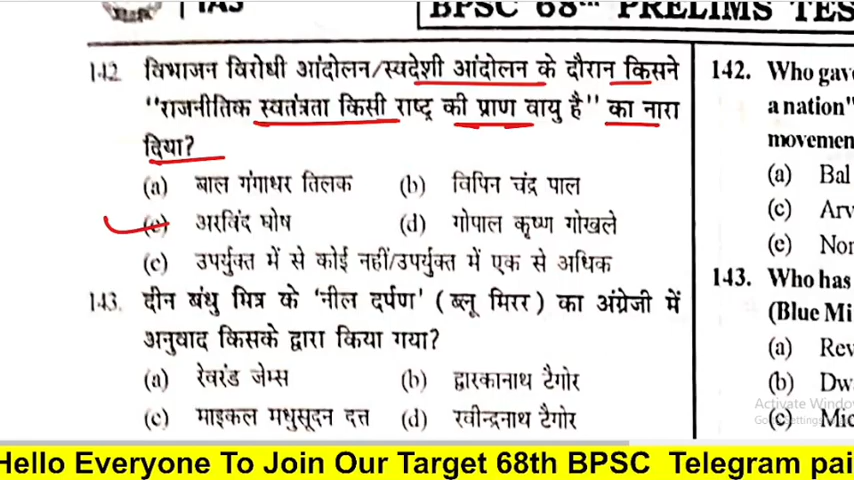 IAS
BPSC 68th PRELIMS TES
142. विभाजन विरोधी आंदोलन/स्वदेशी आंदोलन के दौरान किसने
"राजनीतिक स्वतंत्रता किसी राष्ट्र की प्राण वायु है" का नारा
दिया?
(a) बाल गंगाधर तिलक (b) विपिन चंद्र पाल
(c) अरविंद घोष (d) गोपाल कृष्ण गोखले
(e) उपर्युक्त में से कोई नहीं/उपर्युक्त में एक से अधिक
143. दीन बंधु मित्र के 'नील दर्पण' (ब्लू मिरर) का अंग्रेजी में
अनुवाद किसके द्वारा किया गया?
(a) रेवरंड जेम्स (b) द्वारकानाथ टैगोर
(c) माइकल मधुसूदन दत्त (d) रवीन्द्रनाथ टैगोर
142. Who gave
a nation"
movemen
(a) Bal
(c) Arv
(e) Nor
143. Who has
(Blue Mi
(a) Rev
(b) Dw
(c) Mic
Activate Window
Hello Everyone To Join Our Target 68th BPSC Telegram pai